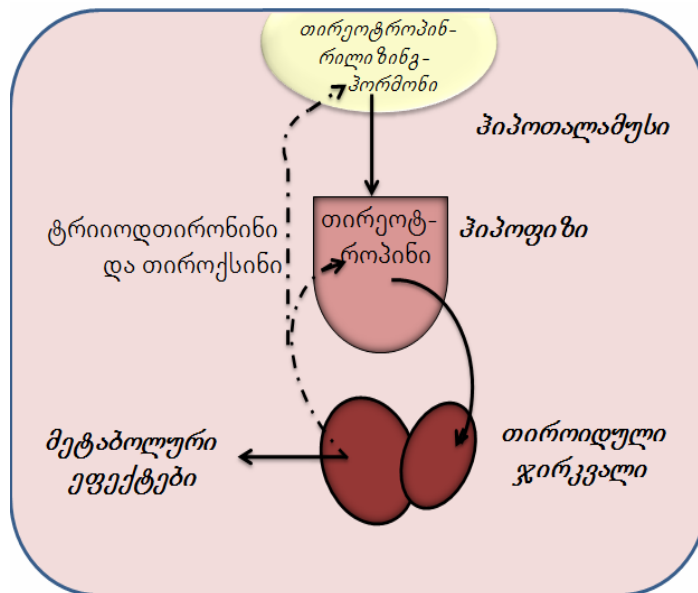 თირეოტროპინ-
რილიზინგ-
ჰორმონი
ჰიპოთალამუსი
ტრიიოდთირონინი
და თიროქსინი
თირეოტ-
როპინი
ჰიპოფიზი
მეტაბოლური
ეფექტები
თიროიდული
ჯირკვალი